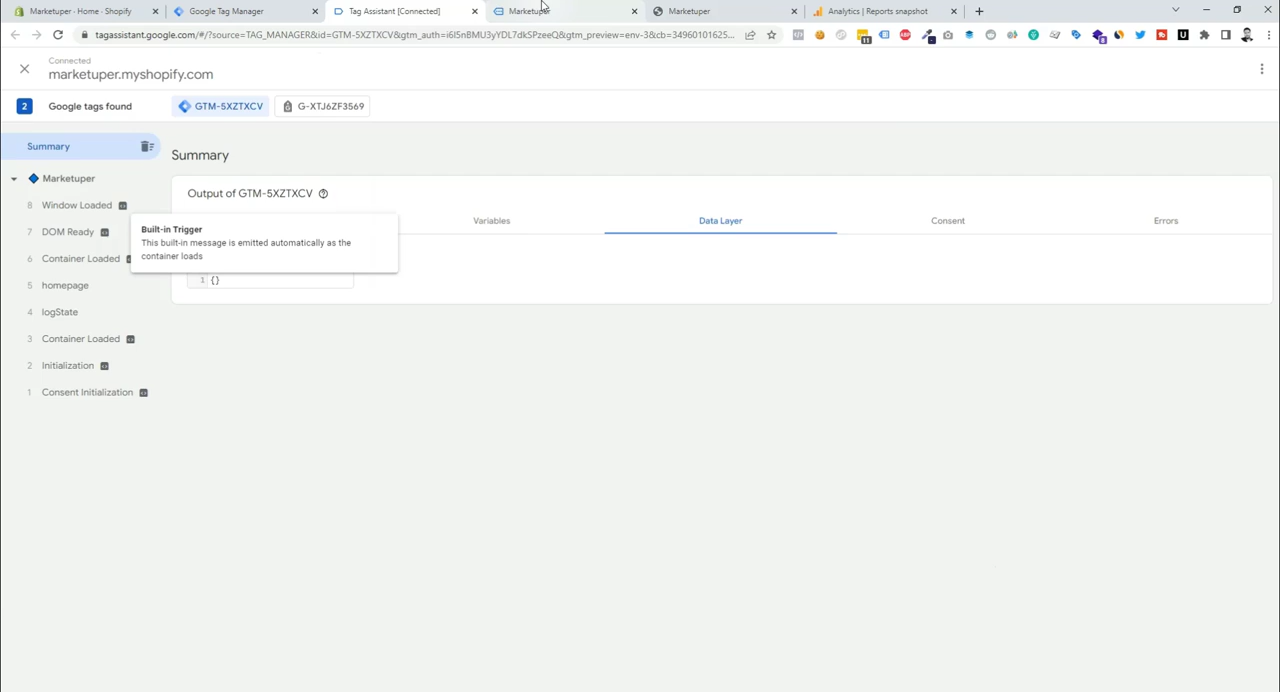 Marketuper · Home · Shopify
Google Tag Manager
Tag Assistant [Connected]
Marketuper
Marketuper
Analytics | Reports snapshot
tagassistant.google.com/#/?source=TAG_MANAGER&id=GTM-5XZTXCV&gtm_auth=i6I5nBMU3yYDL7dkSPzeeQ&gtm_preview=env-3&cb=34960101625...
11
8
Connected
marketuper.myshopify.com
2 Google tags found
GTM-5XZTXCV
G-XTJ6ZF3569
Summary
Marketuper
8 Window Loaded
7 DOM Ready
6 Container Loaded
5 homepage
4 logState
3 Container Loaded
2 Initialization
1 Consent Initialization
Summary
Output of GTM-5XZTXCV
Variables
Data Layer
Consent
Errors
Built-in Trigger
This built-in message is emitted automatically as the
container loads
1 {}